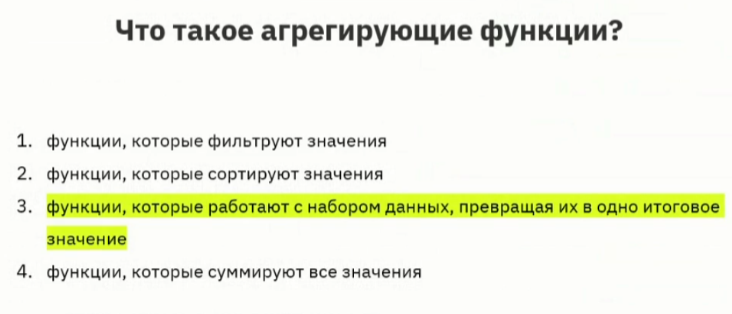 Что такое агрегирующие функции?
1. функции, которые фильтруют значения
2. функции, которые сортируют значения
3. функции, которые работают с набором данных, превращая их в одно итоговое
значение
4. функции, которые суммируют все значения